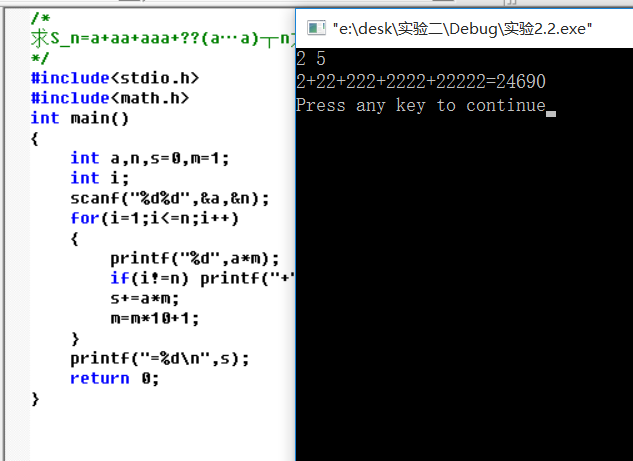 /*
求S_n=a+aa+aaa+??(a…a)┬n
*/
#include<stdio.h>
#include<math.h>
int main()
{
int a,n,s=0,m=1;
int i;
scanf("%d%d",&a,&n);
for(i=1;i<=n;i++)
{
printf("%d",a*m);
if(i!=n) printf("+"
s+=a*m;
m=m*10+1;
}
printf("=%d\n",s);
return 0;
}
"e:\desk\实验二\Debug\实验2.2.exe"
2 5
2+22+222+2222+22222=24690
Press any key to continue